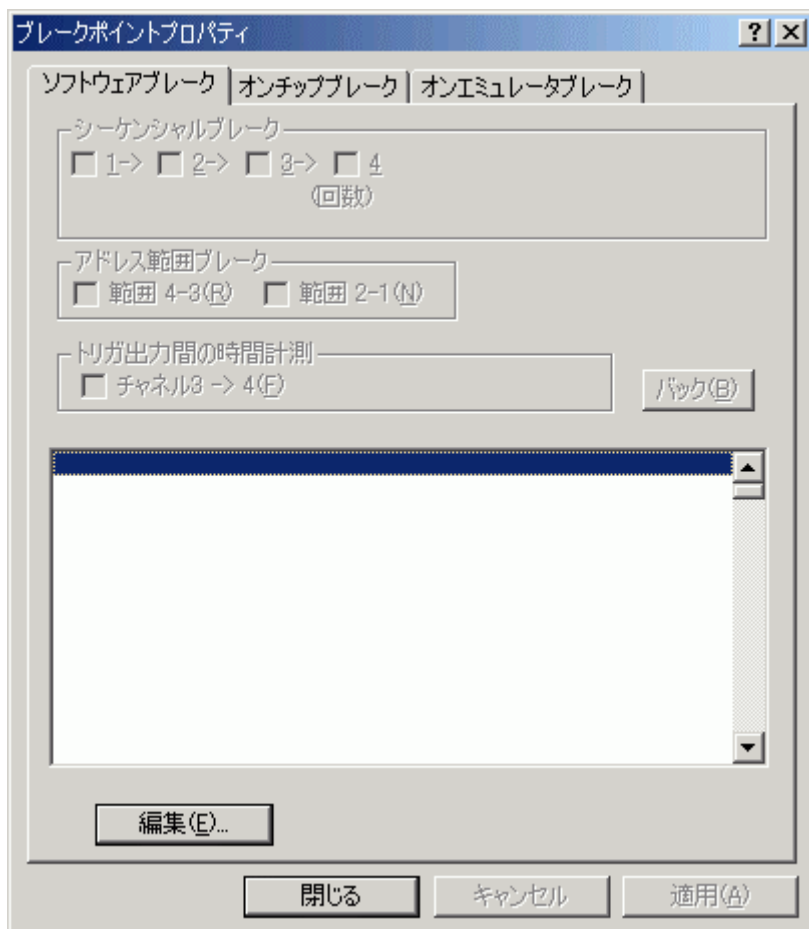 ブレークポイントプロパティ
ソフトウェアブレーク オンチップブレーク オンエミュレータブレーク
シーケンシャルブレーク
1-> 2-> 3-> 4
(回数)
アドレス範囲ブレーク
範囲 4-3(R) 範囲 2-1(N)
トリガ出力間の時間計測
チャネル3 -> 4(F)
バック(B)
編集(E)...
閉じる キャンセル 適用(A)